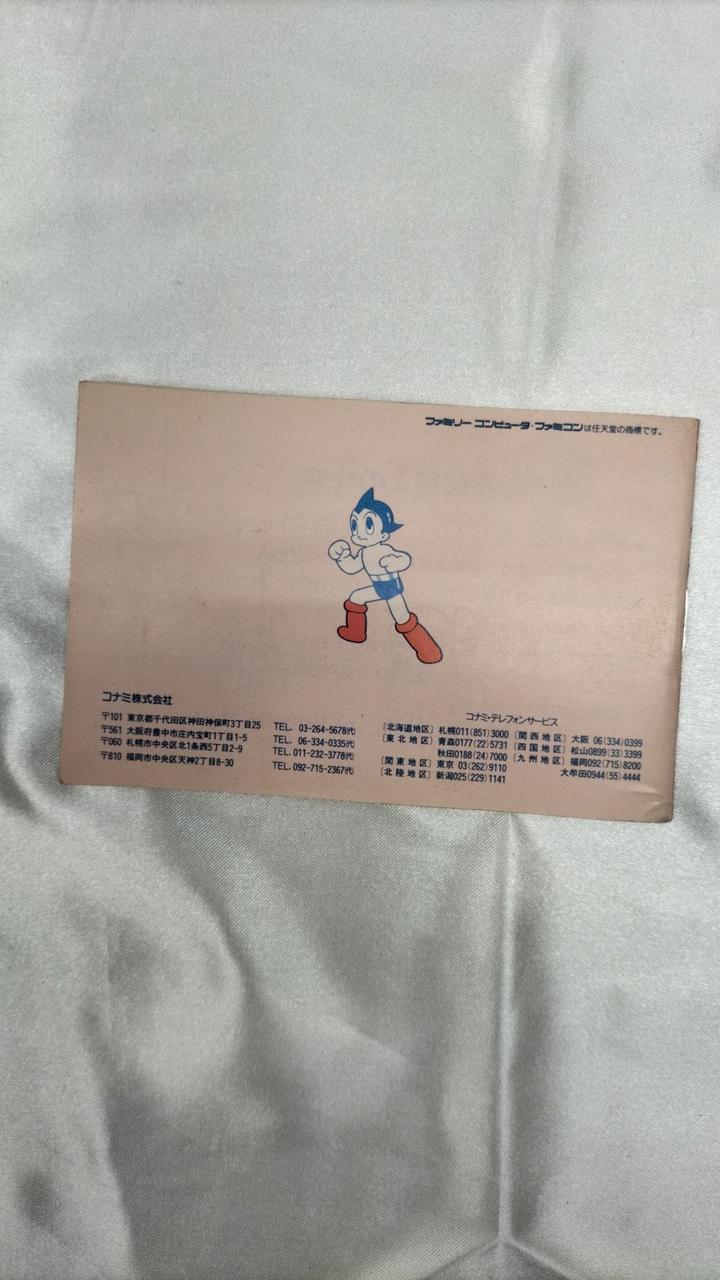 ファミリー コンピュータ・ファミコンは任天堂の商標です。
コナミ株式会社
〒101 東京都千代田区神田神保町3丁目25 TEL. 03-264-5678㈹
〒561 大阪府豊中市庄内宝町1丁目1-5 TEL. 06-334-0335㈹
〒060 札幌市中央区北1条西5丁目2-9 TEL. 011-232-3778㈹
〒810 福岡市中央区天神2丁目8-30 TEL. 092-715-2367㈹
コナミ・テレフォンサービス
〔北海道地区〕札幌011(851)3000 〔関西地区〕大阪 06(334)0399
〔東北地区〕青森0177(22)5731 〔四国地区〕松山0899(33)3399
秋田0188(24)7000 〔九州地区〕福岡092(715)8200
〔関東地区〕東京 03(262)9110 大牟田0944(55)4444
〔北陸地区〕新潟025(229)1141